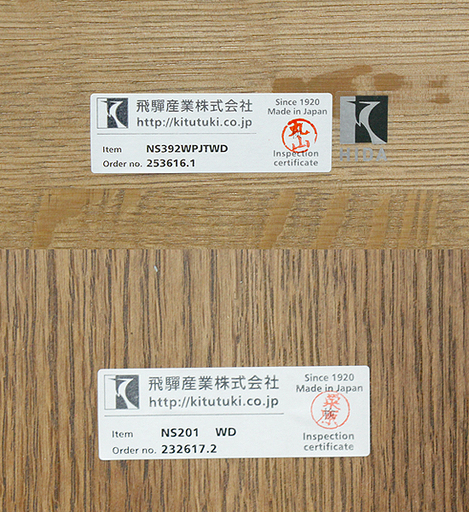 飛騨産業株式会社
http://kitutuki.co.jp
Since 1920
Made in Japan
Item NS392WPJTWD
Order no. 253616.1
丸山
Inspection
certificate
HIDA
飛騨産業株式会社
http://kitutuki.co.jp
Since 1920
Made in Japan
Item NS201 WD
Order no. 232617.2
Inspection
certificate